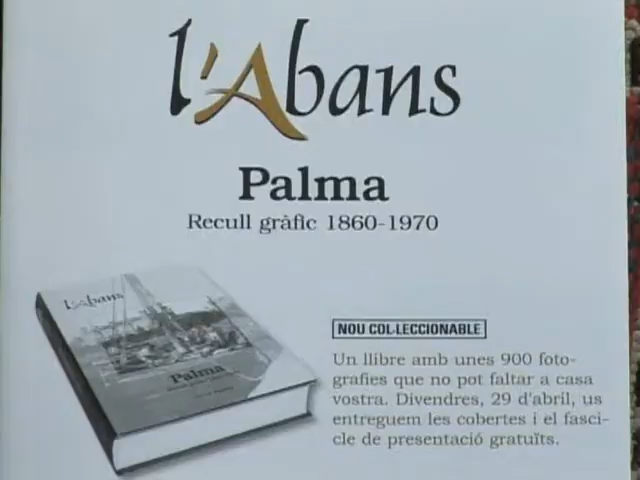 l'Abans
Palma
Recull gràfic 1860-1970
l'Abans
Palma
NOU COL·LECCIONABLE
Un llibre amb unes 900 foto-
grafies que no pot faltar a casa
vostra. Divendres, 29 d'abril, us
entreguem les cobertes i el fasci-
cle de presentació gratuïts.